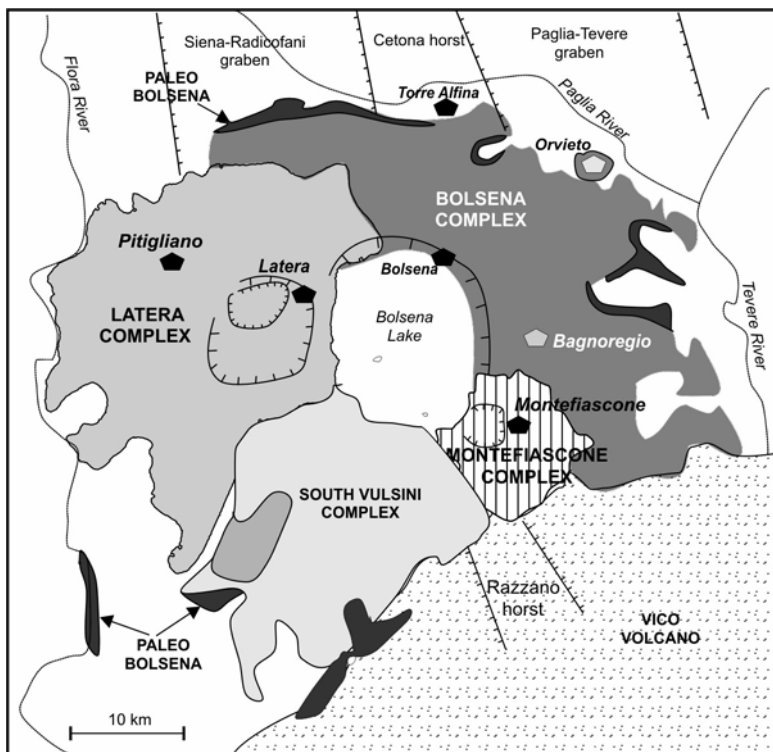 Siena-Radicofani
graben
Cetona horst
Paglia-Tevere
graben
Flora River
PALEO
BOLSENA
Torre Alfina
Paglia River
Orvieto
BOLSENA
COMPLEX
Pitigliano
Latera
Bolsena
LATERA
COMPLEX
Bolsena
Lake
Bagnoregio
Tevere River
Montefiascone
MONTEFIASCONE
COMPLEX
SOUTH VULSINI
COMPLEX
Razzano
horst
VICO
VOLCANO
PALEO
BOLSENA
10 km